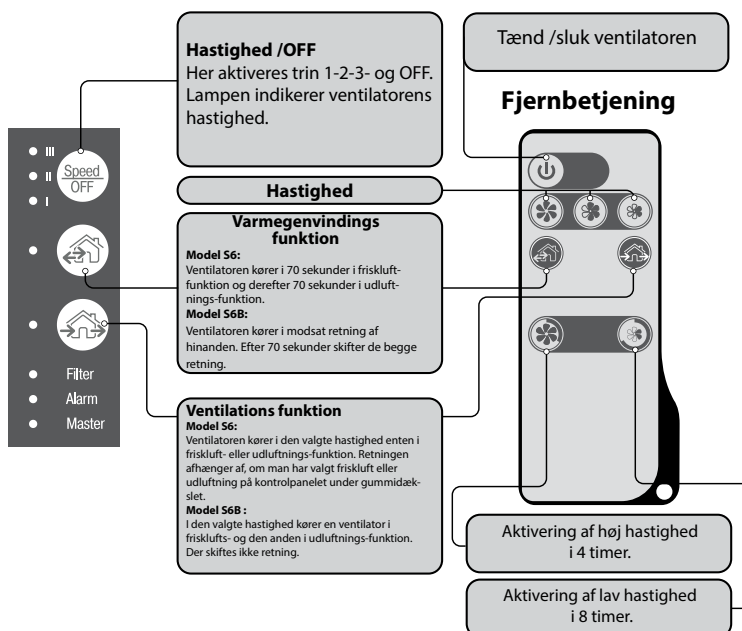 Hastighed /OFF
Her aktiveres trin 1-2-3- og OFF.
Lampen indikerer ventilatorens
hastighed.
Tænd /sluk ventilatoren
Fjernbetjening
III
II
I
Speed
OFF
Hastighed
Varmegenvindings
funktion
Model S6:
Ventilatoren kører i 70 sekunder i friskluft-
funktion og derefter 70 sekunder i udluft-
nings-funktion.
Model S6B:
Ventilatoren kører i modsat retning af
hinanden. Efter 70 sekunder skifter de begge
retning.
Filter
Alarm
Master
Ventilations funktion
Model S6:
Ventilatoren kører i den valgte hastighed enten i
friskluft- eller udluftnings-funktion. Retningen
afhænger af, om man har valgt friskluft eller
udluftning på kontrolpanelet under gummidæk-
slet.
Model S6B :
I den valgte hastighed kører en ventilator i
frisklufts- og den anden i udluftnings-funktion.
Der skiftes ikke retning.
Aktivering af høj hastighed
i 4 timer.
Aktivering af lav hastighed
i 8 timer.